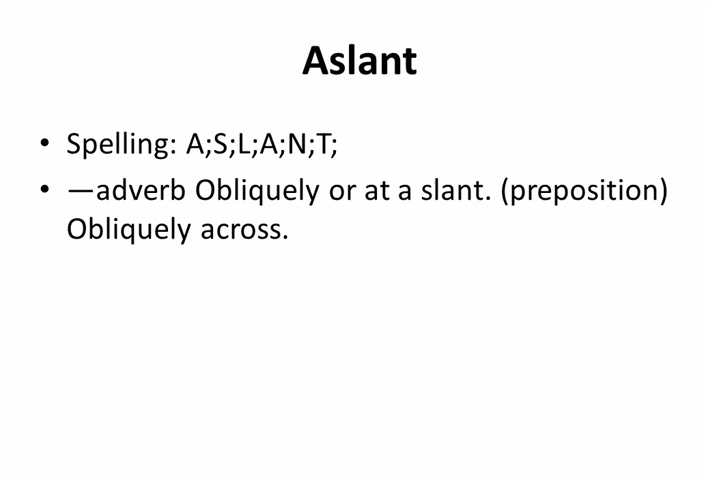 Aslant
• Spelling: A;S;L;A;N;T;
• —adverb Obliquely or at a slant. (preposition)
Obliquely across.